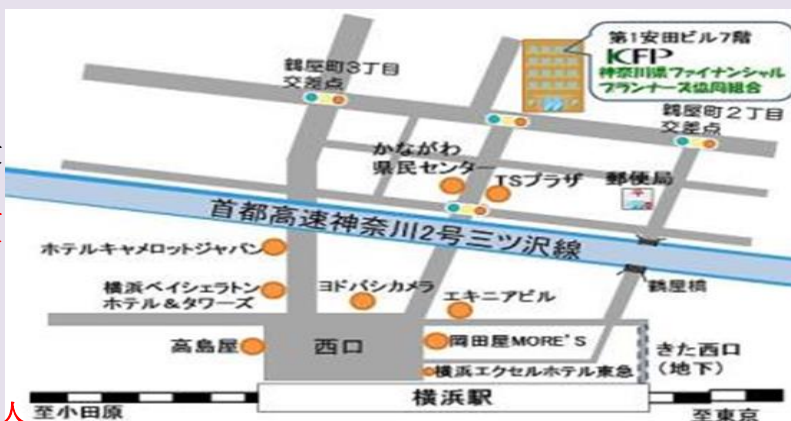 第1安田ビル7階
KFP
神奈川県ファイナンシャル
プランナーズ協同組合
鶴屋町3丁目
交差点
鶴屋町2丁目
交差点
かながわ
県民センター
TSプラザ
郵便局
首都高速神奈川2号三ツ沢線
ホテルキャメロットジャパン
横浜ベイシェラトン
ホテル&タワーズ
ヨドバシカメラ
エキニアビル
鶴屋橋
高島屋
西口
岡田屋MORE'S
横浜エクセルホテル東急
きた西口
(地下)
横浜駅
人
至小田原
至東京